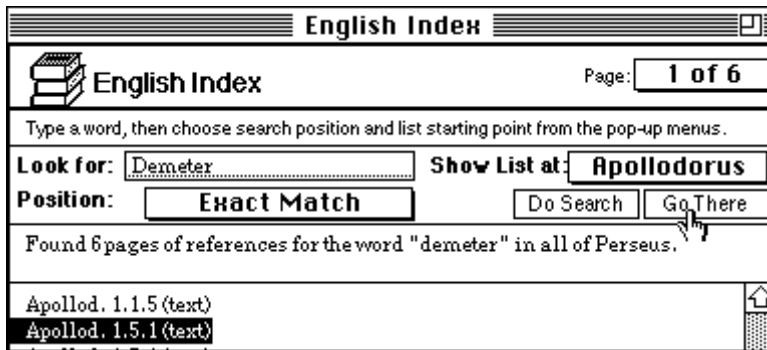 English Index
English Index
Page: 1 of 6
Type a word, then choose search position and list starting point from the pop-up menus.
Look for: Demeter Show List at: Apollodorus
Position: Exact Match Do Search Go There
Found 6 pages of references for the word "demeter" in all of Perseus.
Apollod. 1.1.5 (text)
Apollod. 1.5.1 (text)